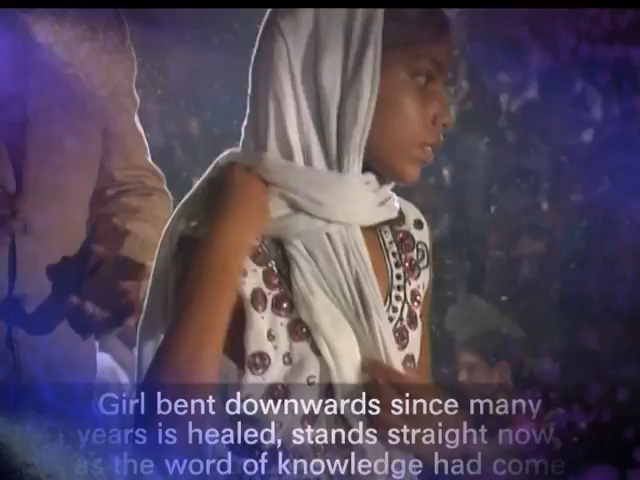 Girl bent downwards since many
years is healed, stands straight now,
as the word of knowledge had come